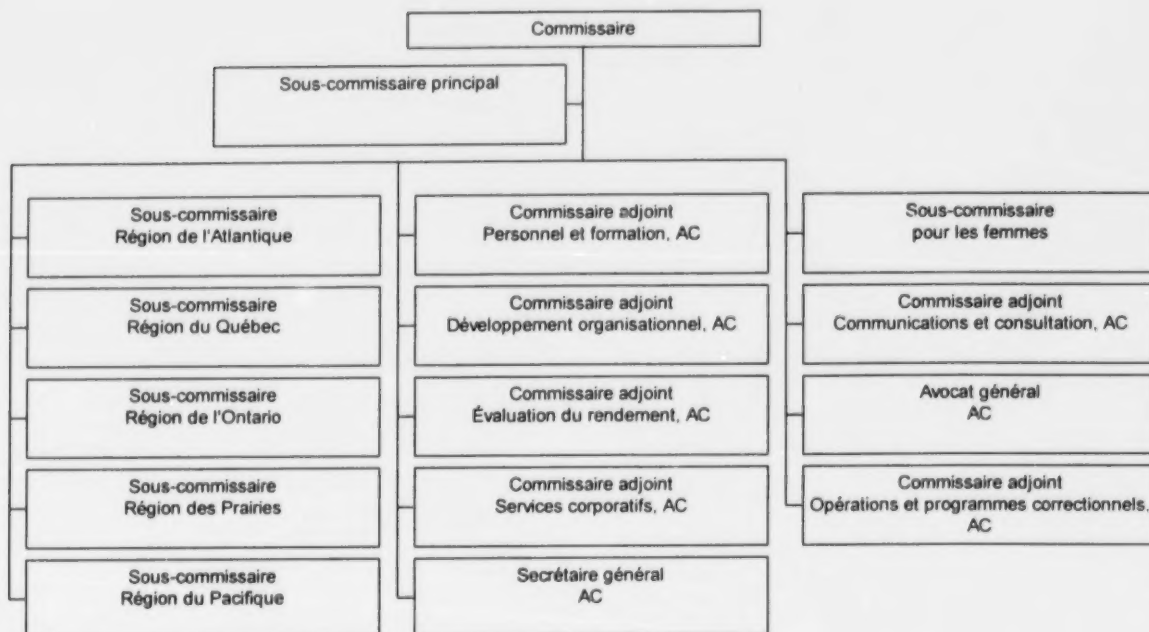 Commissaire
Sous-commissaire principal
Sous-commissaire
Région de l'Atlantique
Sous-commissaire
Région du Québec
Sous-commissaire
Région de l'Ontario
Sous-commissaire
Région des Prairies
Sous-commissaire
Région du Pacifique
Commissaire adjoint
Personnel et formation, AC
Commissaire adjoint
Développement organisationnel, AC
Commissaire adjoint
Évaluation du rendement, AC
Commissaire adjoint
Services corporatifs, AC
Secrétaire général
AC
Sous-commissaire
pour les femmes
Commissaire adjoint
Communications et consultation, AC
Avocat général
AC
Commissaire adjoint
Opérations et programmes correctionnels,
AC